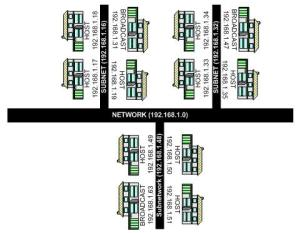 HOST
192.168.1.18
SUBNET (192.168.1.16)
BROADCAST
192.168.1.31
HOST
192.168.1.34
SUBNET (192.168.1.32)
BROADCAST
192.168.1.47
HOST
192.168.1.17
HOST
192.168.1.19
HOST
192.168.1.33
HOST
192.168.1.35
NETWORK (192.168.1.0)
HOST
192.168.1.49
Subnetwork (192.168.1.48)
HOST
192.168.1.50
BROADCAST
192.168.1.63
HOST
192.168.1.51